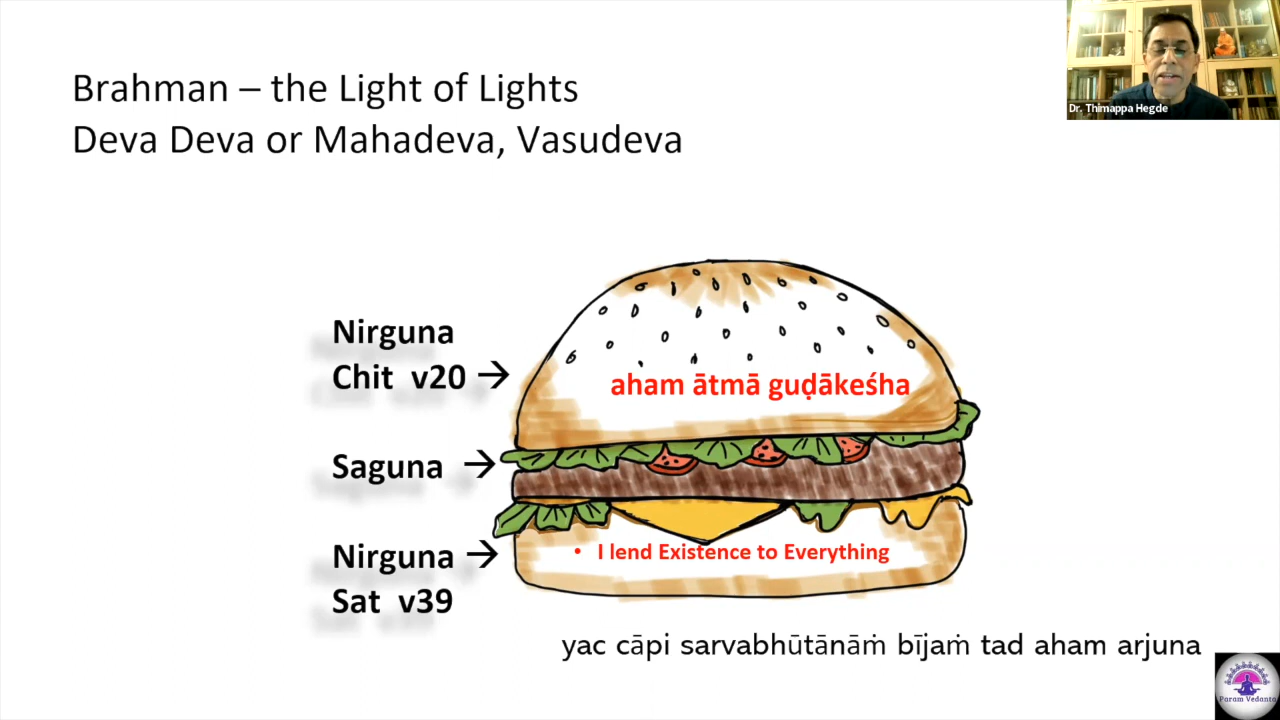 Brahman – the Light of Lights
Deva Deva or Mahadeva, Vasudeva
Dr. Thimappa Hegde
Nirguna
Chit v20 →
aham ātmā guḍākeśha
Saguna →
Nirguna →
Sat v39
• I lend Existence to Everything
yac cāpi sarvabhūtānāṁ bījaṁ tad aham arjuna
Param Vedanta